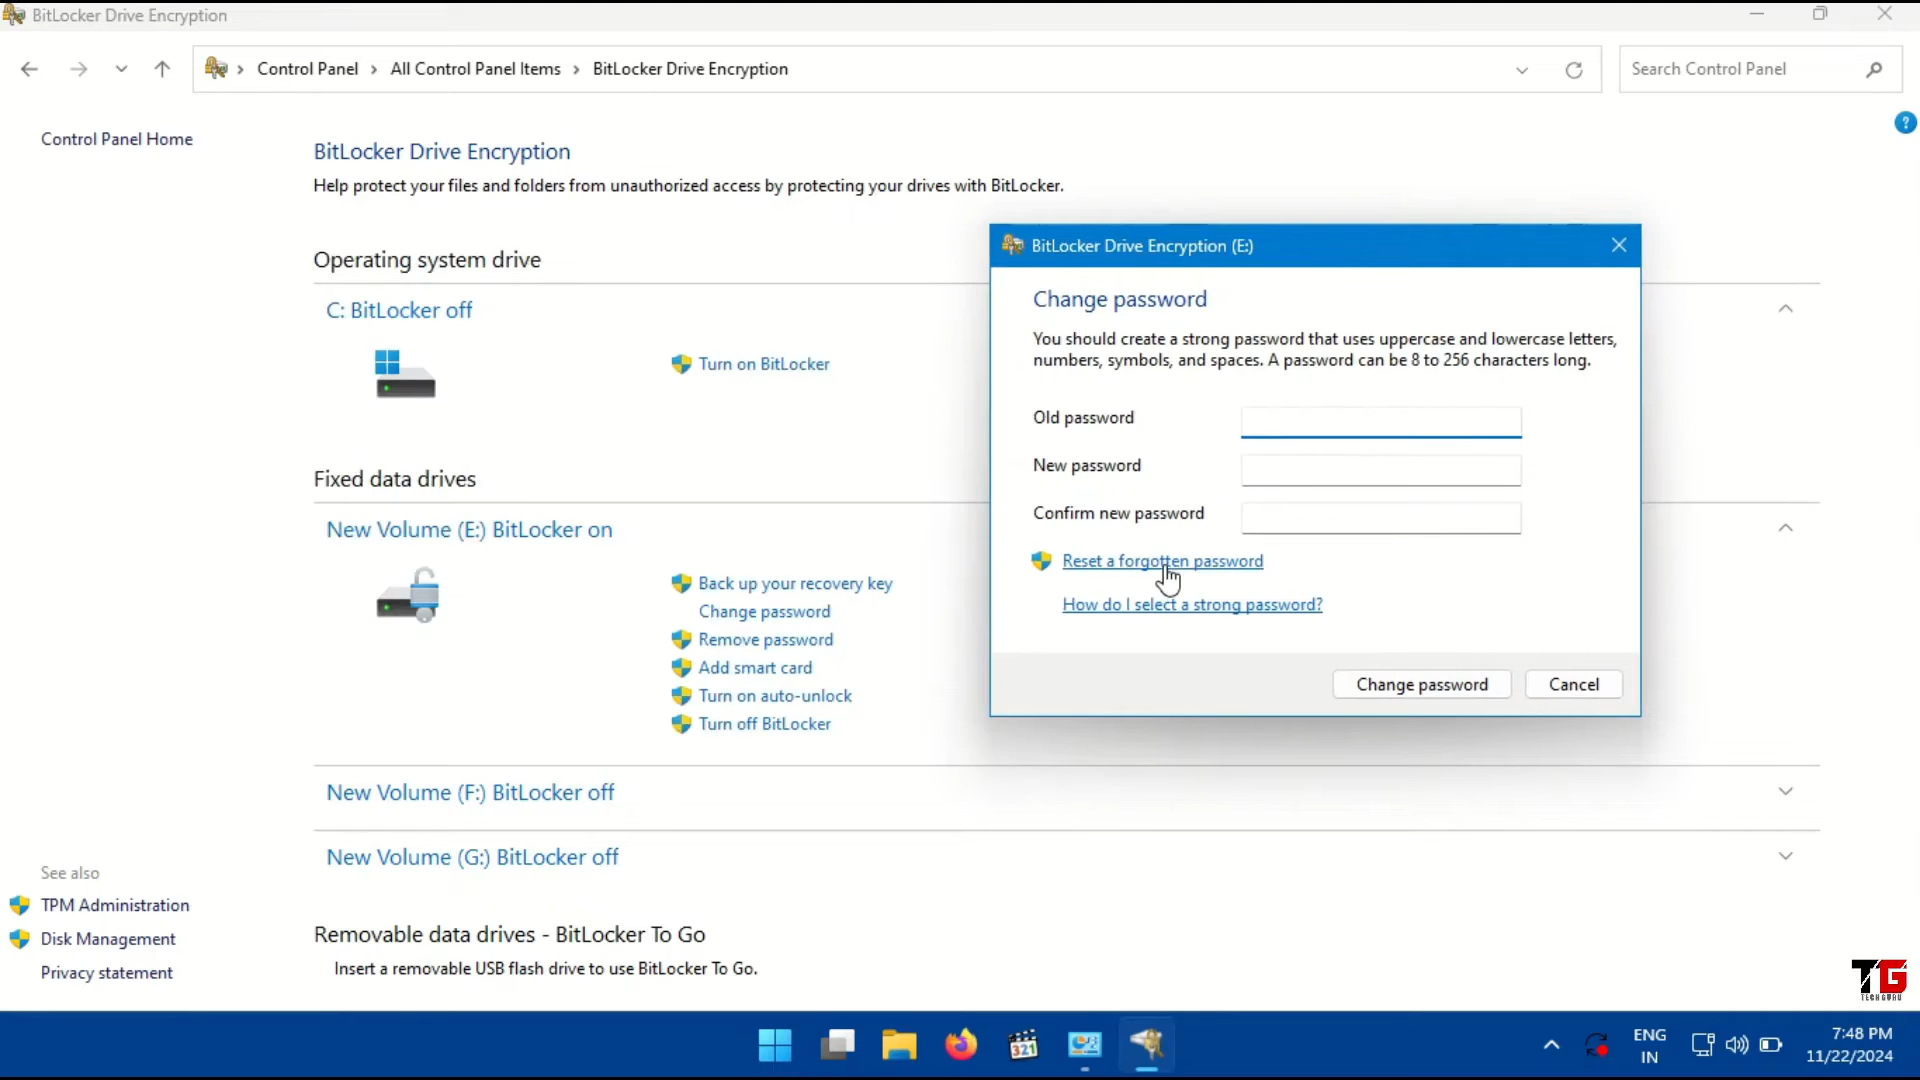 BitLocker Drive Encryption
Control Panel
All Control Panel Items
BitLocker Drive Encryption
Search Control Panel
Control Panel Home
?
BitLocker Drive Encryption
Help protect your files and folders from unauthorized access by protecting your drives with BitLocker.
Operating system drive
C: BitLocker off
Turn on BitLocker
Fixed data drives
New Volume (E:) BitLocker on
Back up your recovery key
Change password
Remove password
Add smart card
Turn on auto-unlock
Turn off BitLocker
New Volume (F:) BitLocker off
New Volume (G:) BitLocker off
Removable data drives - BitLocker To Go
Insert a removable USB flash drive to use BitLocker To Go.
See also
TPM Administration
Disk Management
Privacy statement
BitLocker Drive Encryption (E:)
Change password
You should create a strong password that uses uppercase and lowercase letters,
numbers, symbols, and spaces. A password can be 8 to 256 characters long.
Old password
New password
Confirm new password
Reset a forgotten password
How do I select a strong password?
Change password
Cancel
TG
TECH GURU
321
ENG
IN
7:48 PM
11/22/2024